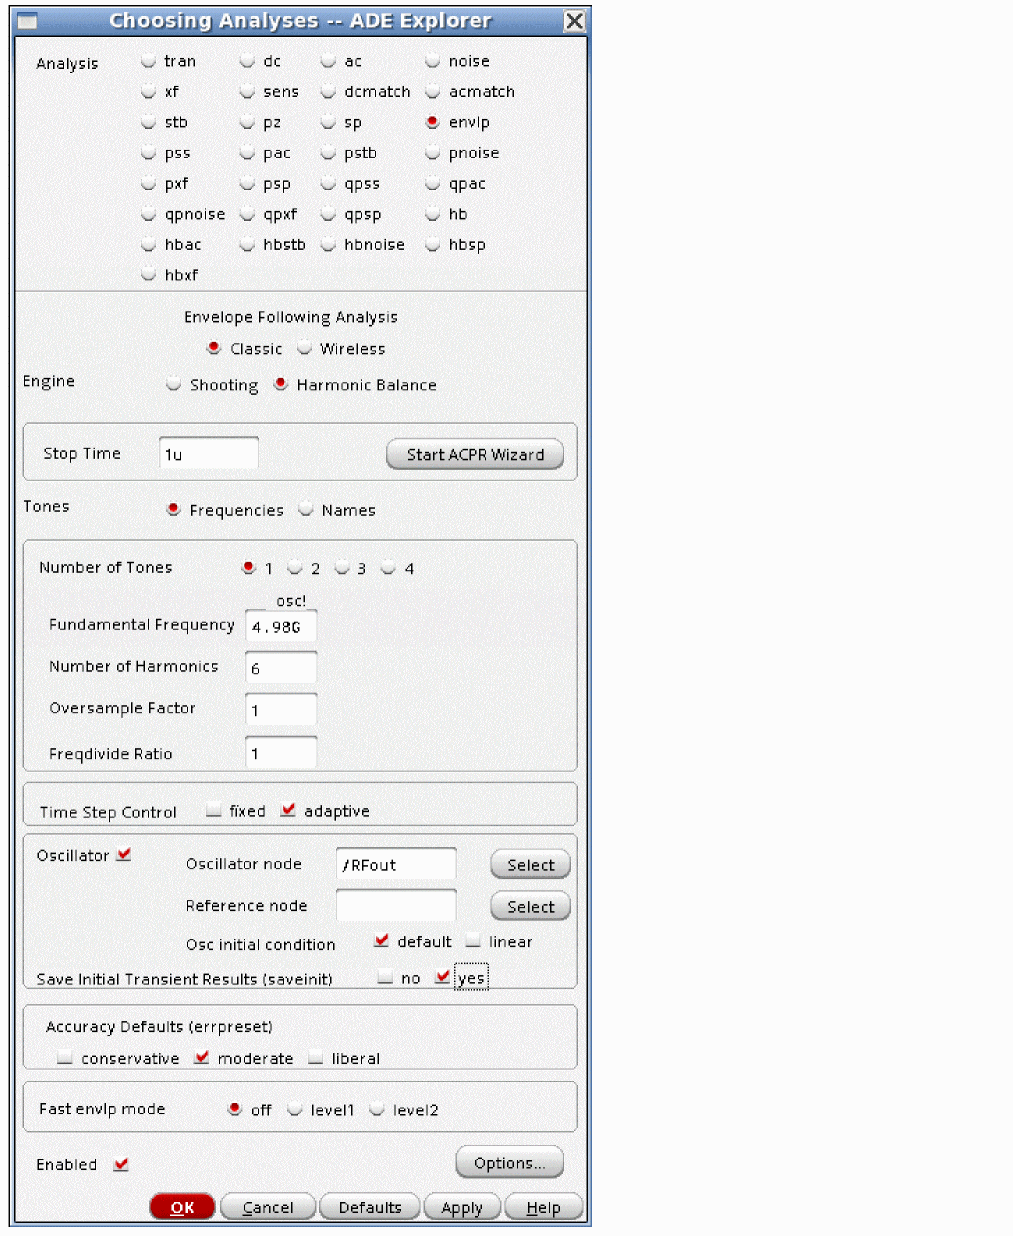 Choosing Analyses -- ADE Explorer
Analysis tran dc ac noise
xf sens dcmatch acmatch
stb pz sp envlp
pss pac pstb pnoise
pxf psp qpss qpac
qpnoise qpxf qpsp hb
hbac hbstb hbnoise hbsp
hbxf
Envelope Following Analysis
Classic Wireless
Engine Shooting Harmonic Balance
Stop Time 1u Start ACPR Wizard
Tones Frequencies Names
Number of Tones 1 2 3 4
osc!
Fundamental Frequency 4.98G
Number of Harmonics 6
Oversample Factor 1
Freqdivide Ratio 1
Time Step Control fixed adaptive
Oscillator Oscillator node /RFout Select
Reference node Select
Osc initial condition default linear
Save Initial Transient Results (saveinit) no yes
Accuracy Defaults (errpreset)
conservative moderate liberal
Fast envlp mode off level1 level2
Enabled Options...
OK Cancel Defaults Apply Help